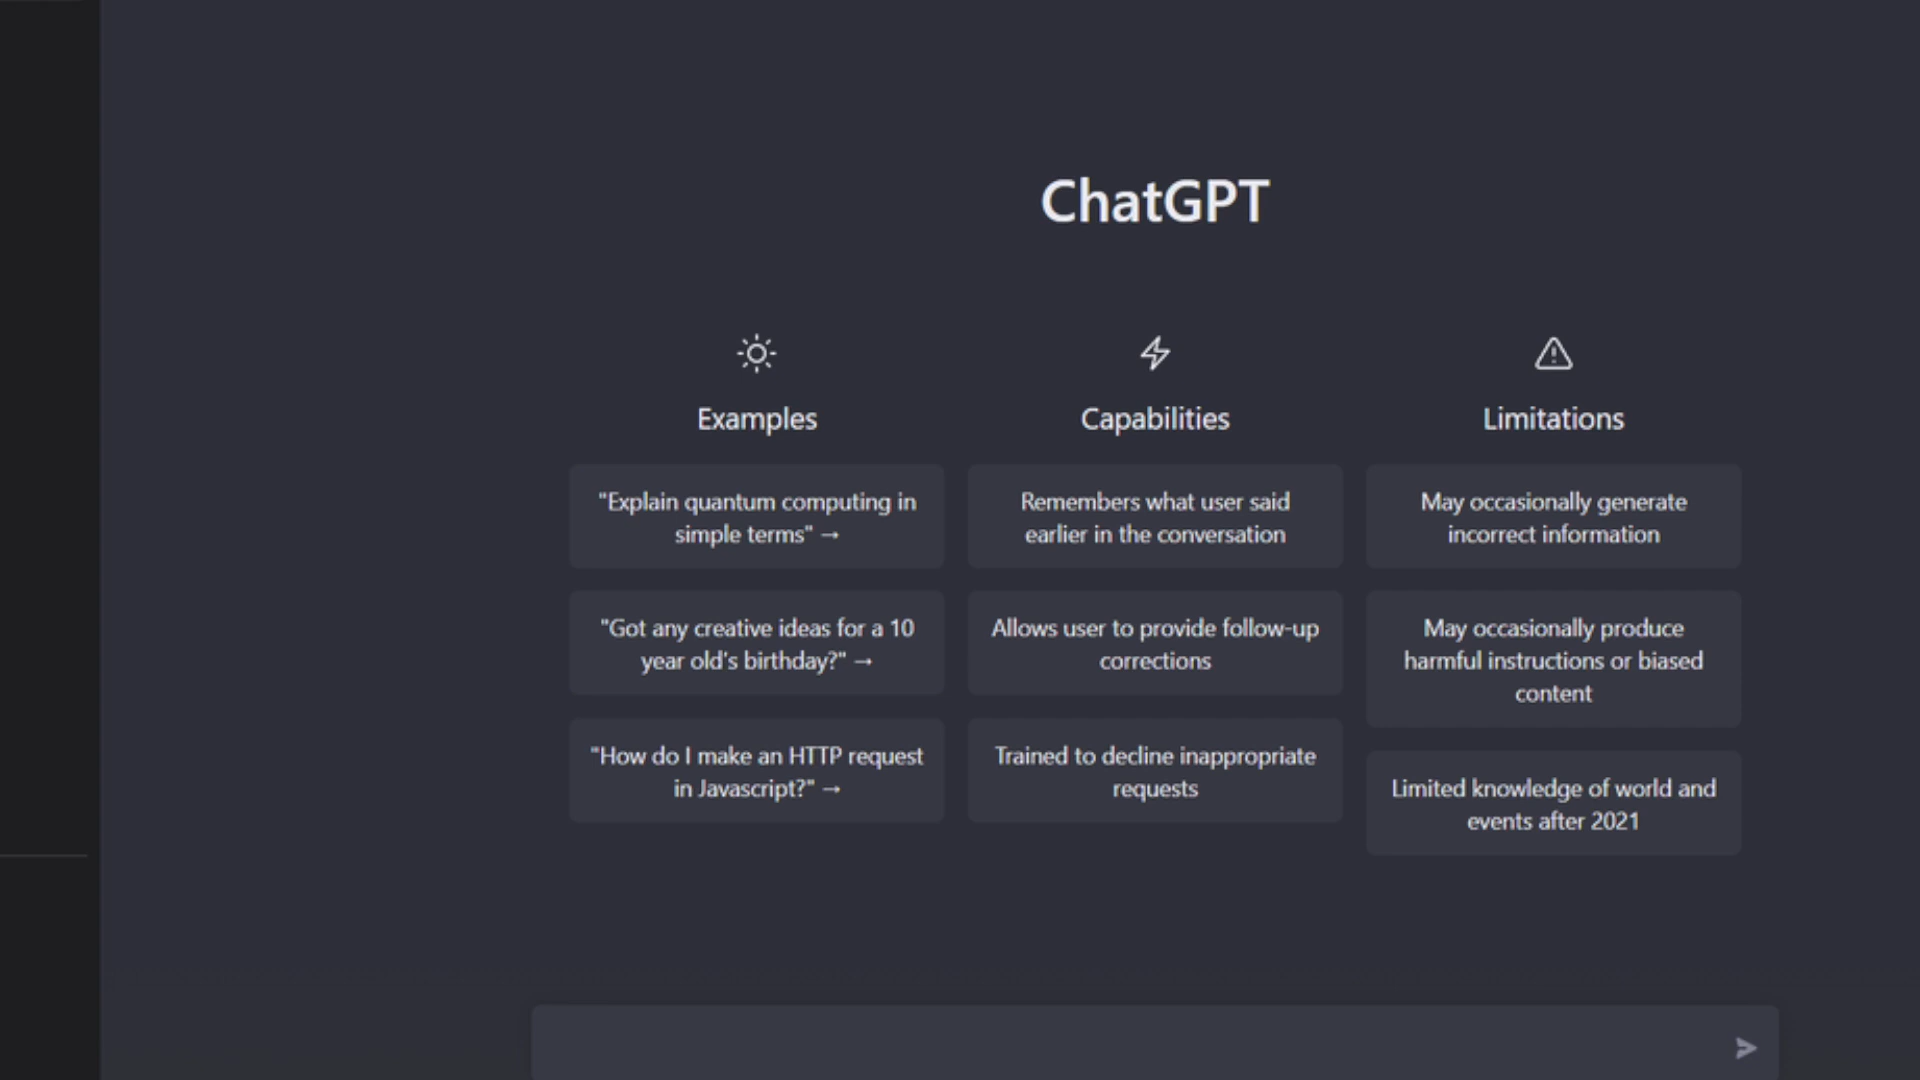 ChatGPT
Examples
"Explain quantum computing in
simple terms" →
"Got any creative ideas for a 10
year old's birthday?" →
"How do I make an HTTP request
in Javascript?" →
Capabilities
Remembers what user said
earlier in the conversation
Allows user to provide follow-up
corrections
Trained to decline inappropriate
requests
Limitations
May occasionally generate
incorrect information
May occasionally produce
harmful instructions or biased
content
Limited knowledge of world and
events after 2021